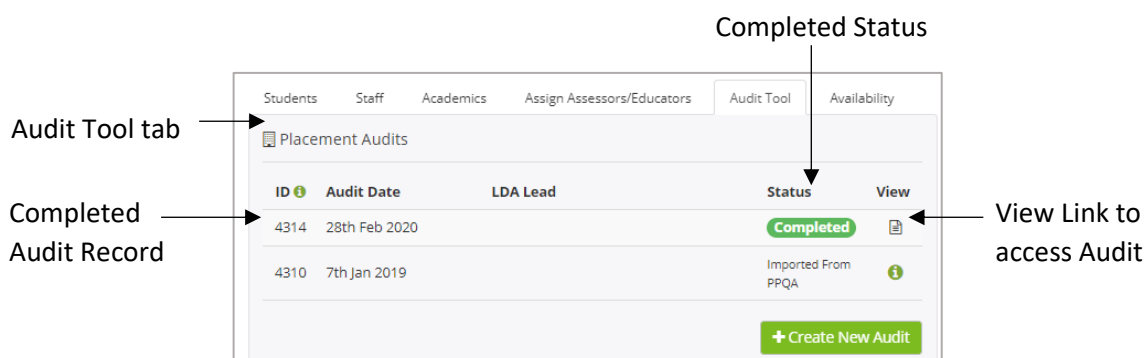 Completed Status
Students Staff Academics Assign Assessors/Educators Audit Tool Availability
Audit Tool tab
Placement Audits
ID Audit Date LDA Lead Status View
Completed
Audit Record
4314 28th Feb 2020 Completed
View Link to
access Audit
4310 7th Jan 2019 Imported From
PPQA
+ Create New Audit